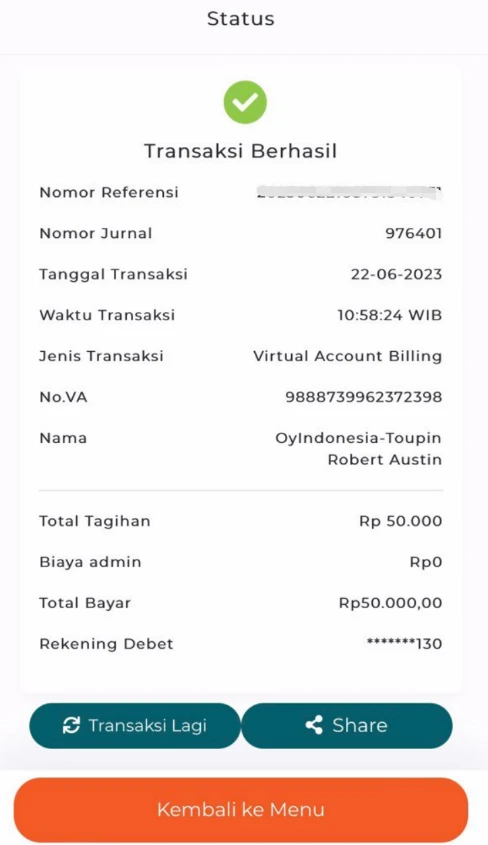 Status
Transaksi Berhasil
Nomor Referensi
Nomor Jurnal 976401
Tanggal Transaksi 22-06-2023
Waktu Transaksi 10:58:24 WIB
Jenis Transaksi Virtual Account Billing
No.VA 9888739962372398
Nama OyIndonesia-Toupin
Robert Austin
Total Tagihan Rp 50.000
Biaya admin Rp0
Total Bayar Rp50.000,00
Rekening Debet *******130
Transaksi Lagi Share
Kembali ke Menu